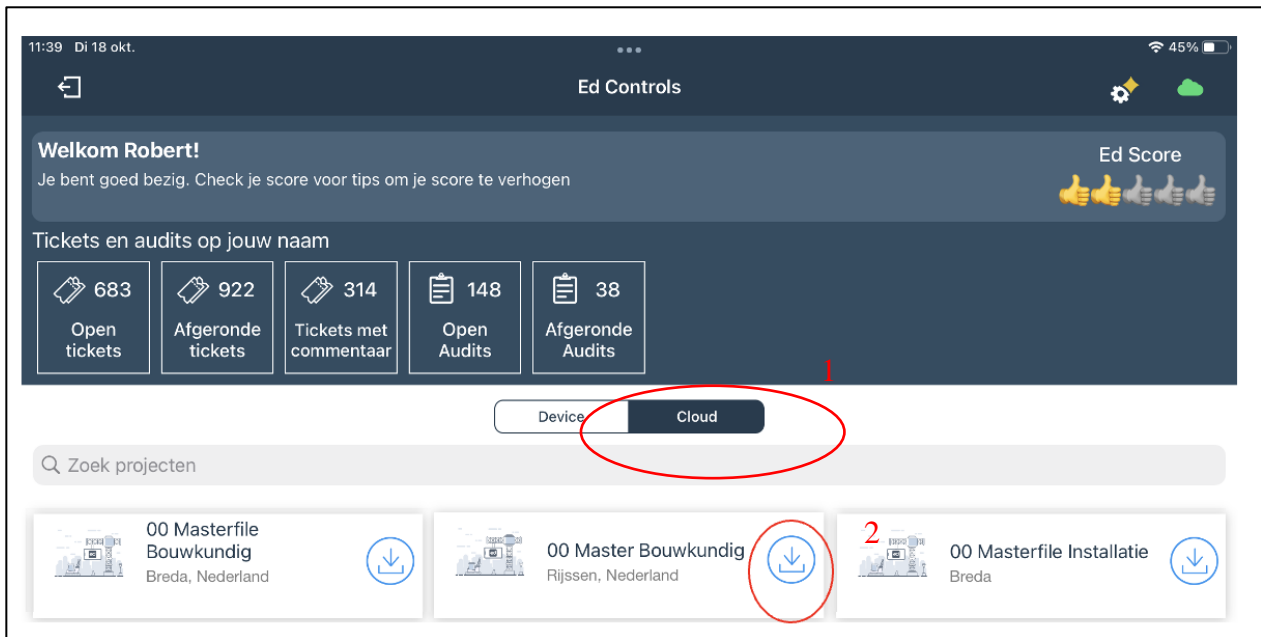 11:39 Di 18 okt.
45%
Ed Controls
Welkom Robert!
Je bent goed bezig. Check je score voor tips om je score te verhogen
Ed Score
Tickets en audits op jouw naam
683
Open
tickets
922
Afgeronde
tickets
314
Tickets met
commentaar
148
Open
Audits
38
Afgeronde
Audits
1
Device
Cloud
Zoek projecten
00 Masterfile
Bouwkundig
Breda, Nederland
00 Master Bouwkundig
Rijssen, Nederland
2
00 Masterfile Installatie
Breda